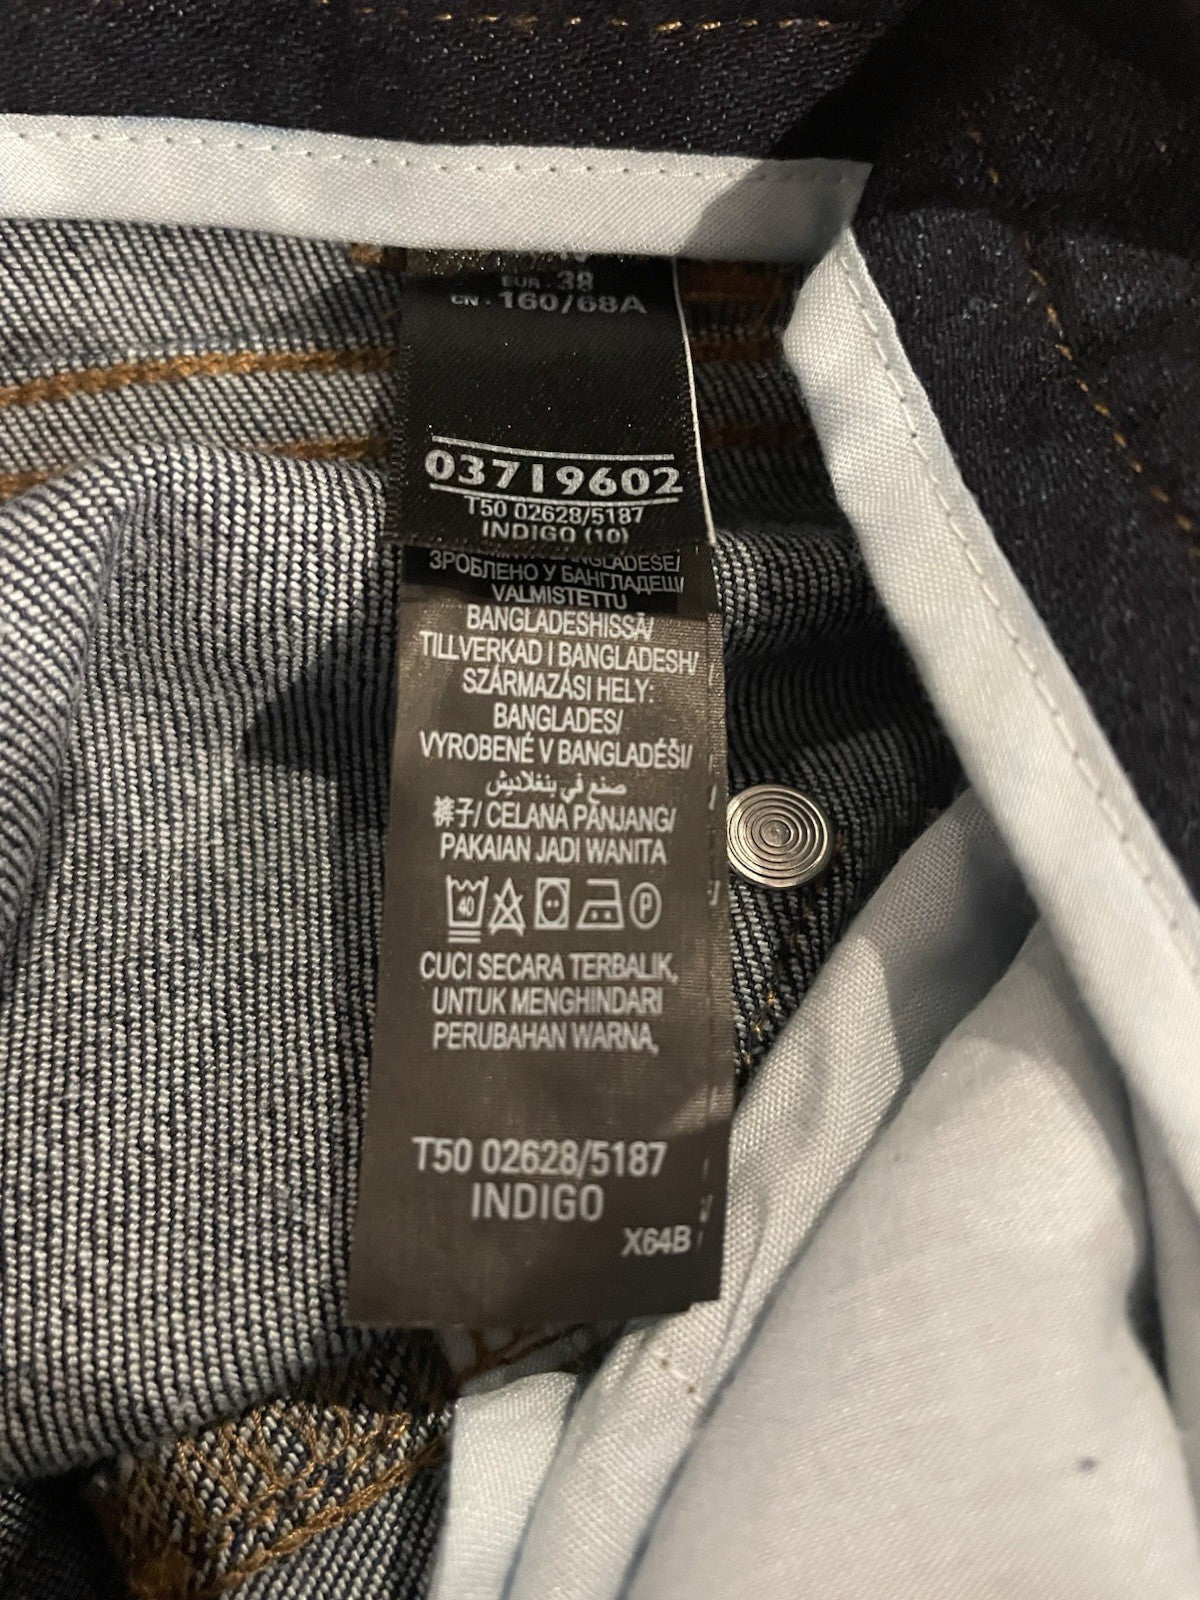 EUR - 38
CN - 160/68A
03719602
T50 02628/5187
INDIGO (10)
ЗРОБЛЕНО У БАНГЛАДЕШ/
VALMISTETTU
BANGLADESHISSA/
TILLVERKAD I BANGLADESH/
SZÁRMAZÁSI HELY:
BANGLADES/
VYROBENÉ V BANGLADÉŠI/
صنع في بنغلاديش
裤子/ CELANA PANJANG/
PAKAIAN JADI WANITA
40 P
CUCI SECARA TERBALIK,
UNTUK MENGHINDARI
PERUBAHAN WARNA,
T50 02628/5187
INDIGO
X64B